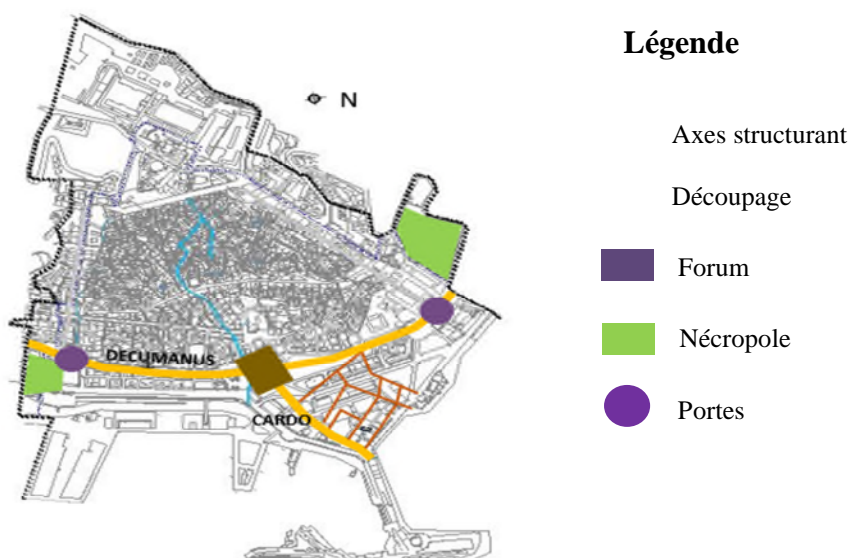 Légende
N
Axes structurant
Découpage
Forum
Nécropole
Portes
DECUMANUS
CARDO